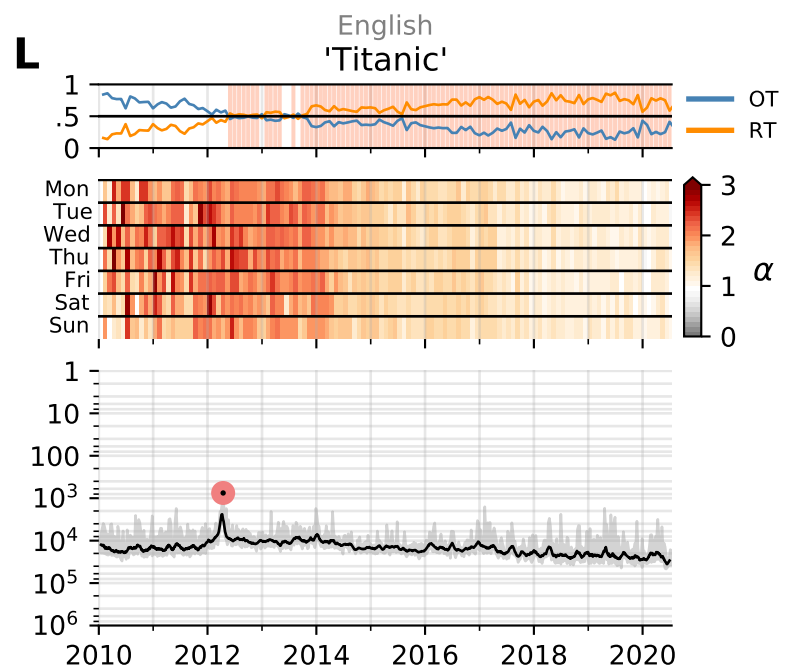 L
English
'Titanic'
1
.5
0
OT
RT
Mon
Tue
Wed
Thu
Fri
Sat
Sun
3
2
1
0
α
1
10
100
10³
10⁴
10⁵
10⁶
2010 2012 2014 2016 2018 2020